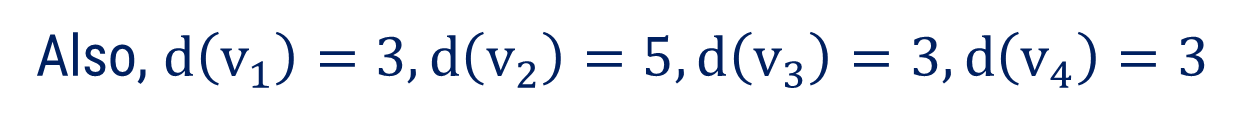 Also, d(v₁) = 3, d(v₂) = 5, d(v₃) = 3, d(v₄) = 3